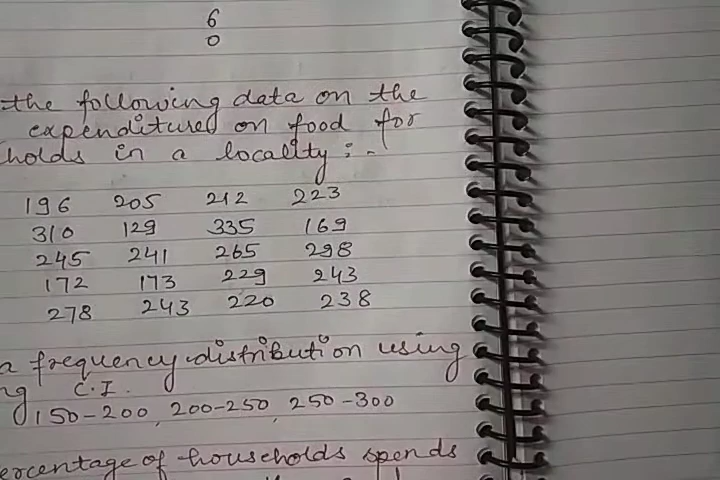 6
0
the following data on the
expenditured on food for
holds in a locality :-
196 205 212 223
310 129 335 169
245 241 265 298
172 173 229 243
278 243 220 238
a frequency distribution using
ng C.I.
150-200, 200-250, 250-300
ercentage of households spends